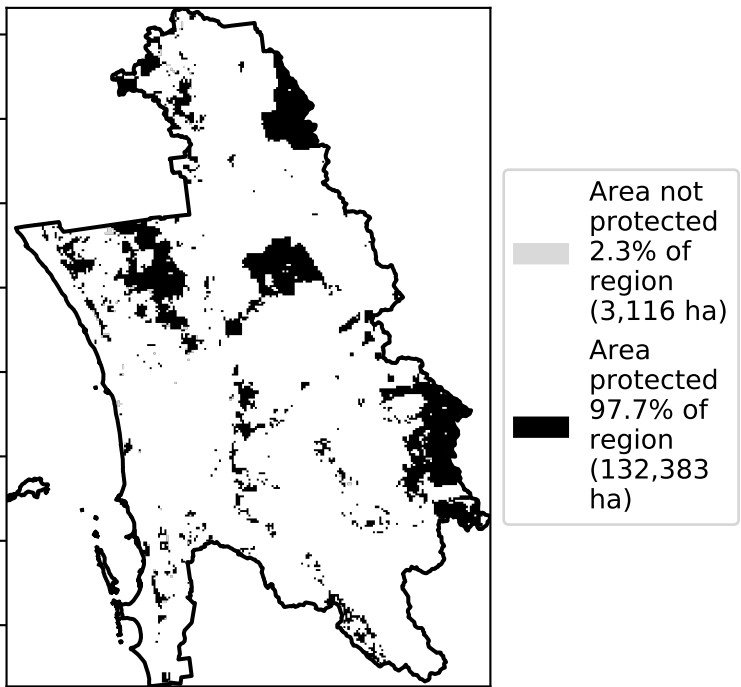 Area not
protected
2.3% of
region
(3,116 ha)
Area
protected
97.7% of
region
(132,383
ha)